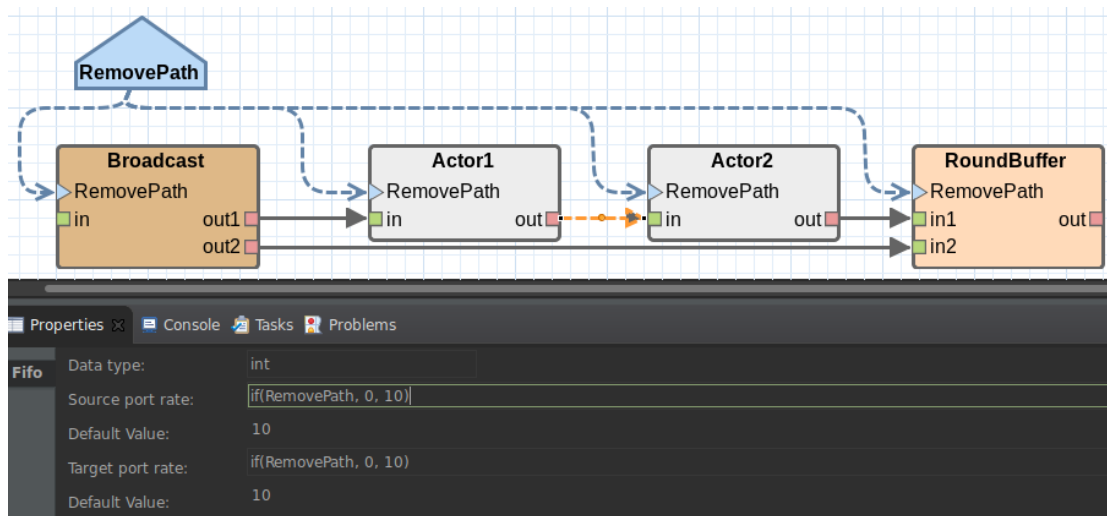 RemovePath
Broadcast Actor1 Actor2 RoundBuffer
RemovePath RemovePath RemovePath RemovePath
in out1 in out in out in1 out
out2 in2
Properties Console Tasks Problems
Fifo Data type: int
Source port rate: if(RemovePath, 0, 10)
Default Value: 10
Target port rate: if(RemovePath, 0, 10)
Default Value: 10